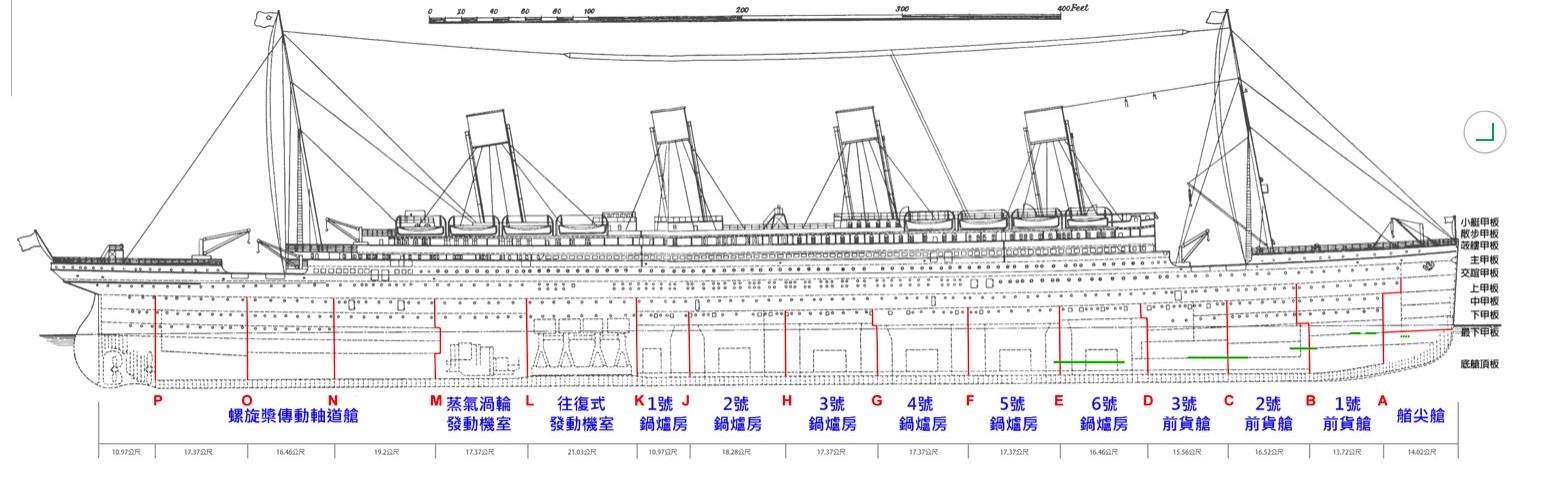 0 40 60 80 100 200 300 400 Feet
小艇甲板
散步甲板
甲板
主甲板
交誼甲板
上甲板
中甲板
下甲板
最下甲板
底艙頂板
P O N M L K J H G F E D C B A
螺旋槳傳動軸道艙
蒸氣渦輪
發動機室
往復式
發動機室
1號
鍋爐房
2號
鍋爐房
3號
鍋爐房
4號
鍋爐房
5號
鍋爐房
6號
鍋爐房
3號
前貨艙
2號
前貨艙
1號
前貨艙
艏尖艙
10.97公尺 17.37公尺 16.46公尺 19.2公尺 17.37公尺 21.03公尺 10.97公尺 18.28公尺 17.37公尺 17.37公尺 17.37公尺 16.46公尺 15.56公尺 16.52公尺 13.72公尺 14.02公尺